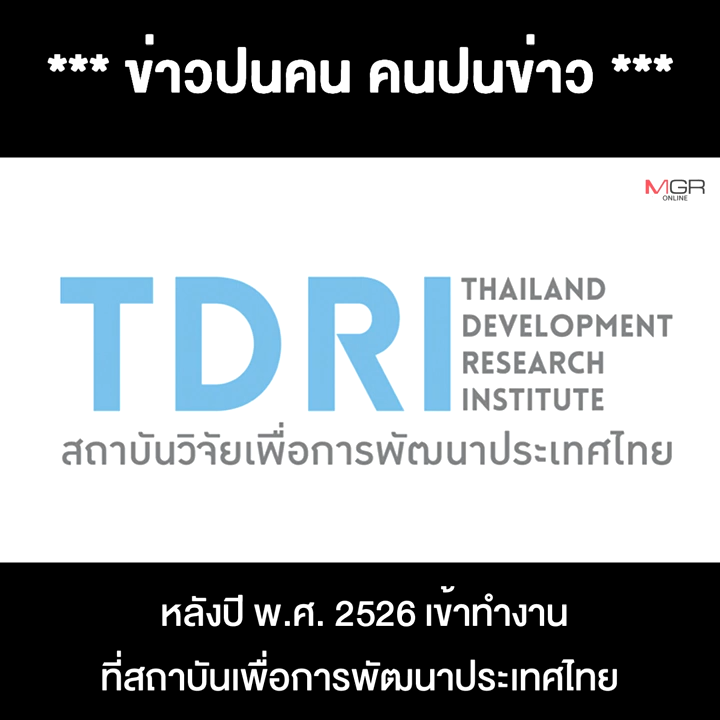 *** ข่าวปนคน คนปนข่าว ***
MGR
ONLINE
TDRI
THAILAND
DEVELOPMENT
RESEARCH
INSTITUTE
สถาบันวิจัยเพื่อการพัฒนาประเทศไทย
หลังปี พ.ศ. 2526 เข้าทำงาน
ที่สถาบันเพื่อการพัฒนาประเทศไทย